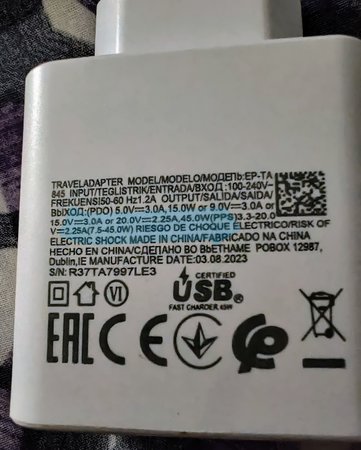 TRAVELADAPTER MODEL/MODELO/МОДЕПЬ:EP-TA
845 INPUT/TEGLISTRIK/ENTRADA/ВХОД :100-240V~
FREKUENSI50-60 Hz1.2A OUTPUT/SALIDA/SAIDA/
BbIXOД:(PDO) 5.0V⎓3.0A,15.0W or 9.0V⎓3.0A or
15.0V⎓3.0A or 20.0V⎓2.25A,45.0W(PPS)3.3-20.0
V⎓2.25A(7.5-45.0W) RIESGO DE CHOQUE ELECTRICO/RISK OF
ELECTRIC SHOCK MADE IN CHINA/FABRICADO NA CHINA
HECHO EN CHINA/СДЕЛАНО ВО ВЬЕТНАМЕ POBOX 12987,
Dublin,IE MANUFACTURE DATE:03.08.2023
S/N: R37TA7997LE3
VI
CERTIFIED
USB®
FAST CHARGER, 45W
EAC CE